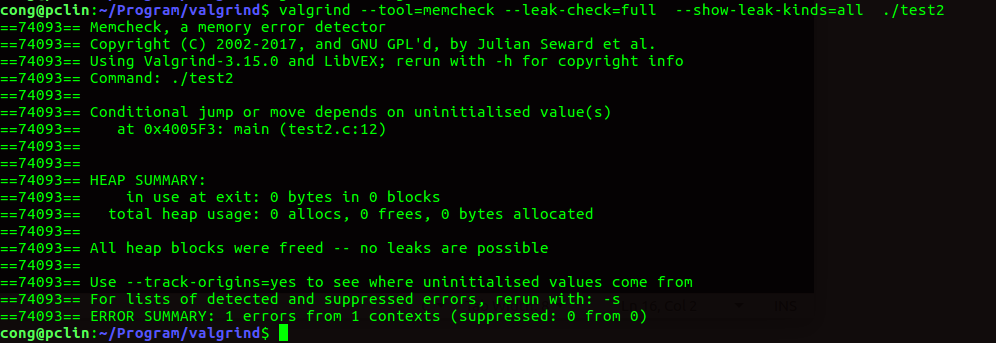 cong@pclin:~/Program/valgrind$ valgrind --tool=memcheck --leak-check=full  --show-leak-kinds=all  ./test2
==74093== Memcheck, a memory error detector
==74093== Copyright (C) 2002-2017, and GNU GPL'd, by Julian Seward et al.
==74093== Using Valgrind-3.15.0 and LibVEX; rerun with -h for copyright info
==74093== Command: ./test2
==74093==
==74093== Conditional jump or move depends on uninitialised value(s)
==74093==    at 0x4005F3: main (test2.c:12)
==74093==
==74093==
==74093== HEAP SUMMARY:
==74093==     in use at exit: 0 bytes in 0 blocks
==74093==   total heap usage: 0 allocs, 0 frees, 0 bytes allocated
==74093==
==74093== All heap blocks were freed -- no leaks are possible
==74093==
==74093== Use --track-origins=yes to see where uninitialised values come from
==74093== For lists of detected and suppressed errors, rerun with: -s
==74093== ERROR SUMMARY: 1 errors from 1 contexts (suppressed: 0 from 0)
cong@pclin:~/Program/valgrind$